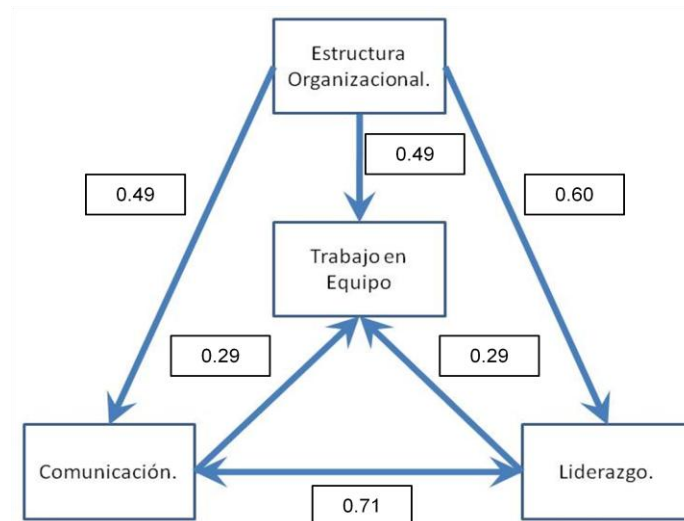 Estructura
Organizacional.
0.49
0.49
0.60
Trabajo en
Equipo
0.29
0.29
Comunicación.
Liderazgo.
0.71